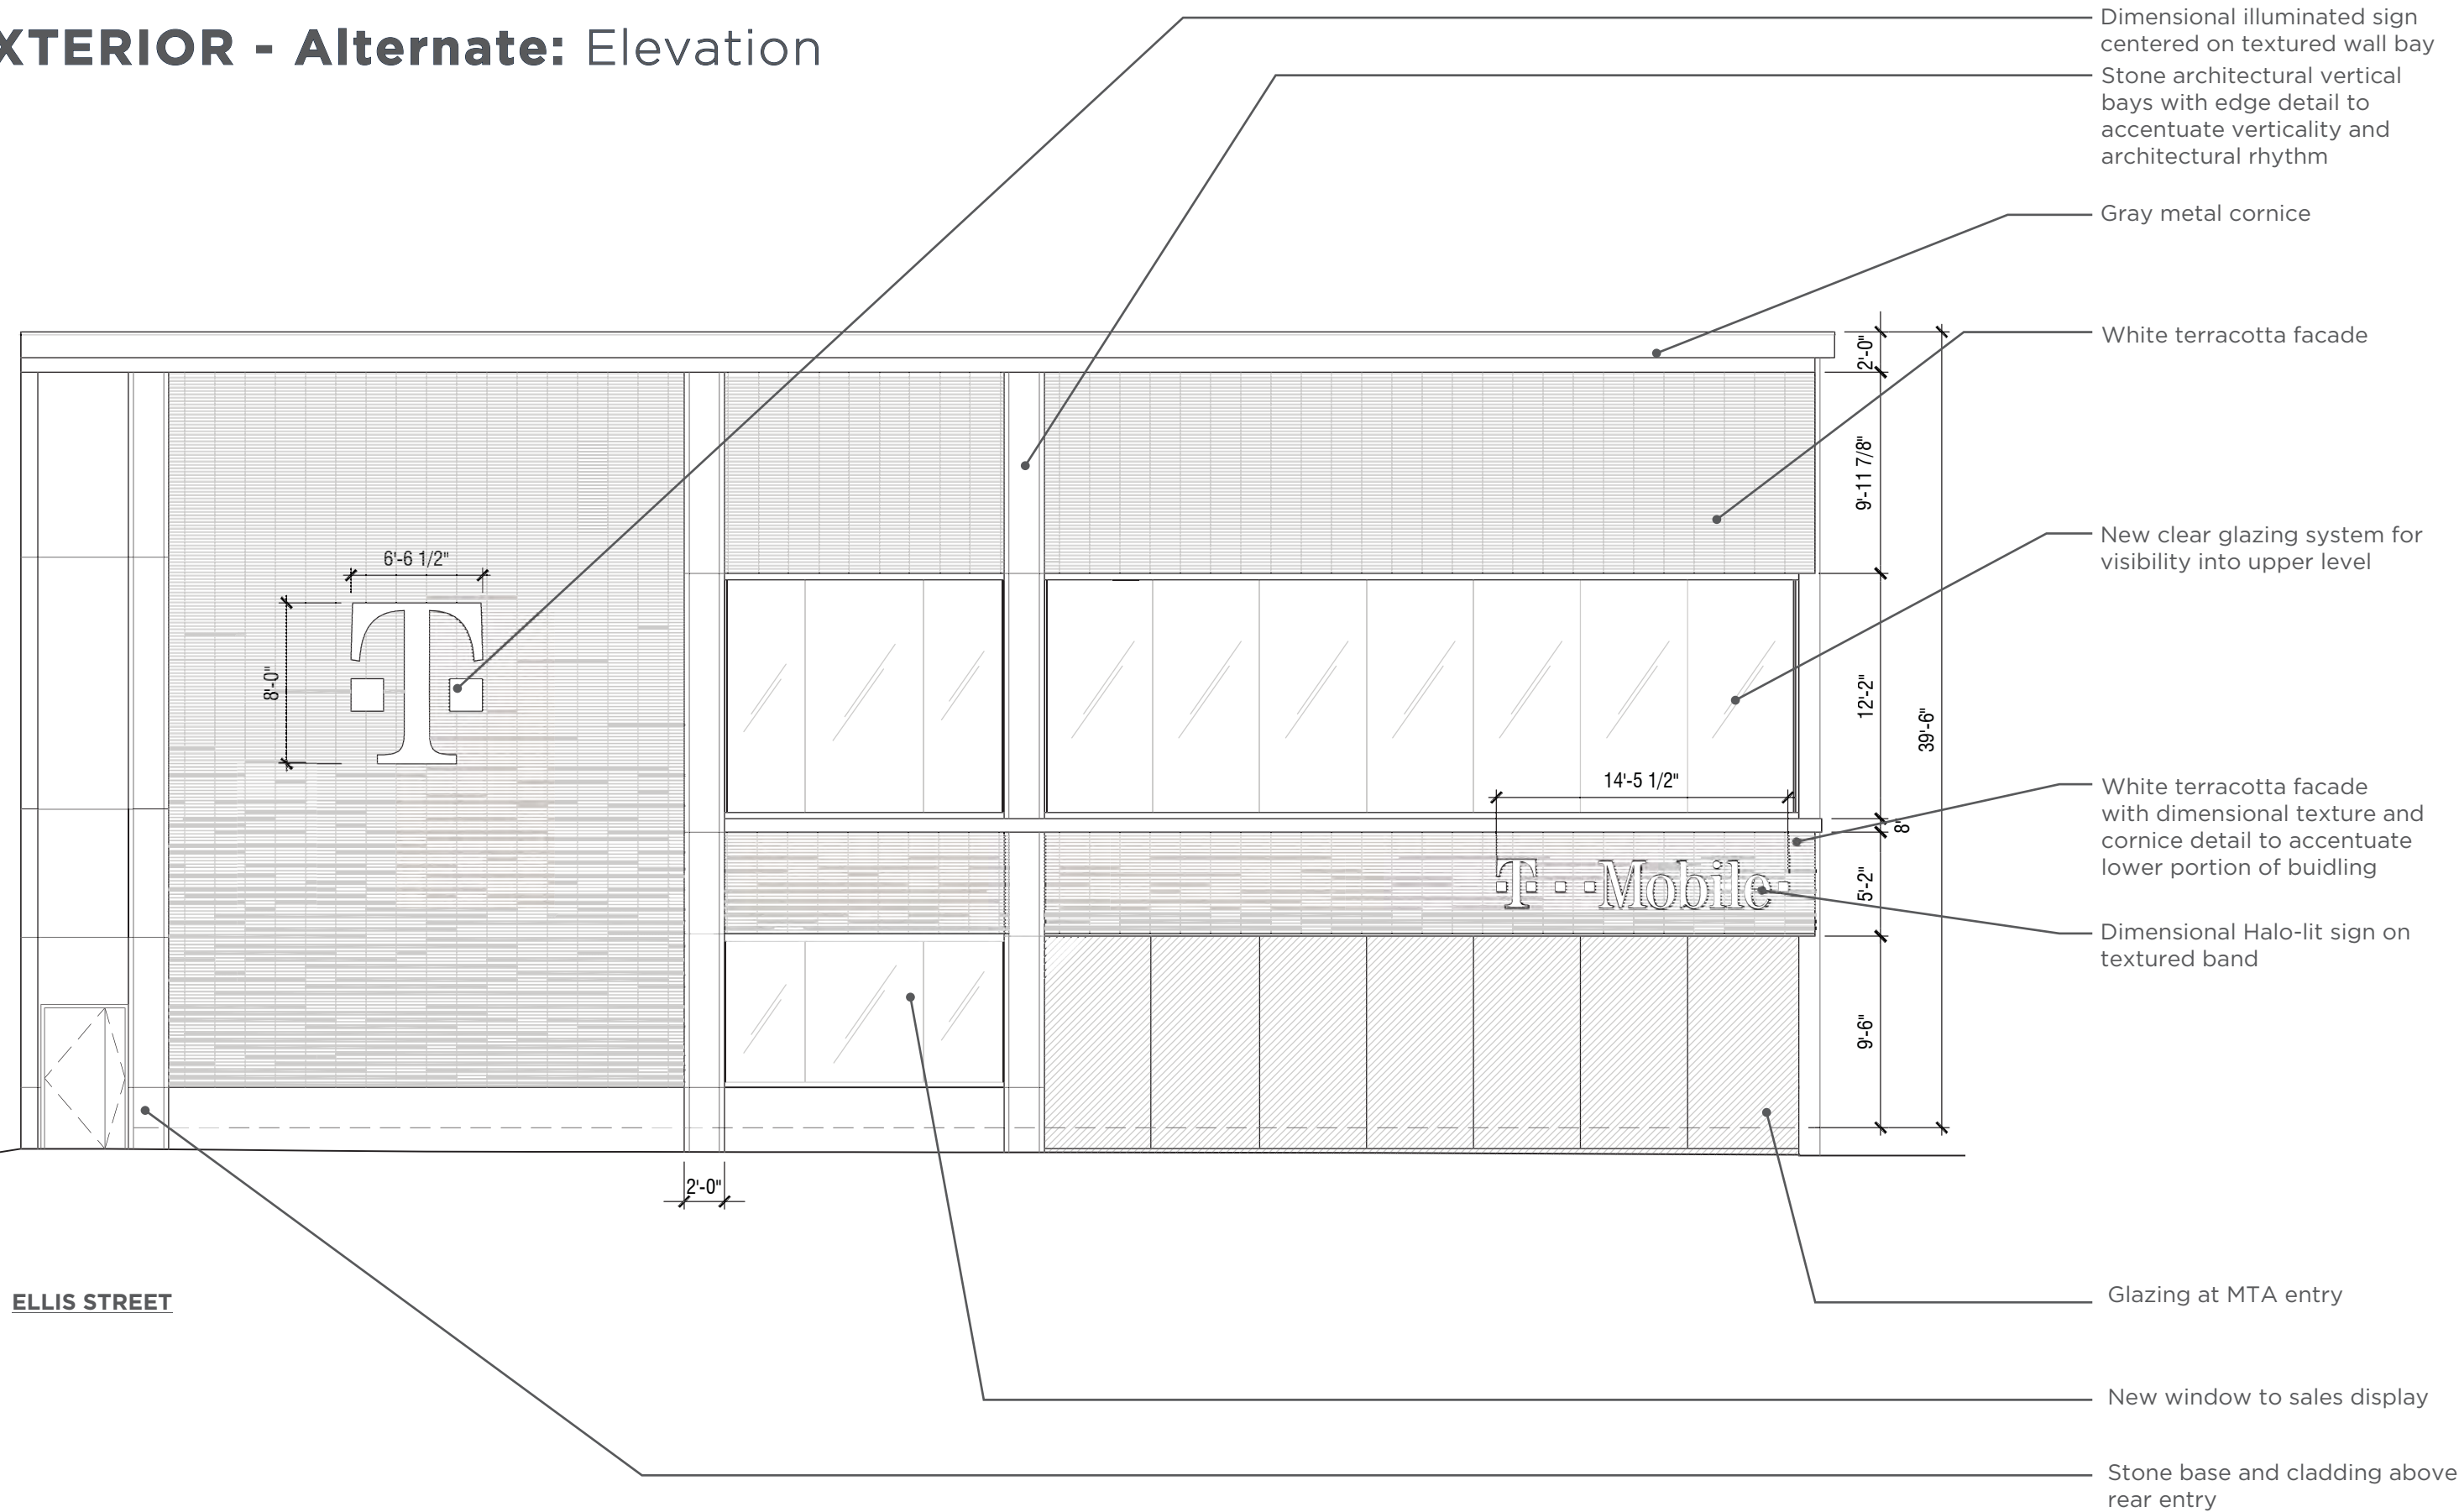 XTERIOR - Alternate: Elevation
Dimensional illuminated sign
centered on textured wall bay
Stone architectural vertical
bays with edge detail to
accentuate verticality and
architectural rhythm
Gray metal cornice
White terracotta facade
New clear glazing system for
visibility into upper level
White terracotta facade
with dimensional texture and
cornice detail to accentuate
lower portion of buidling
Dimensional Halo-lit sign on
textured band
Glazing at MTA entry
New window to sales display
Stone base and cladding above
rear entry
2'-0"
9'-11 7/8"
12'-2"
39'-6"
8"
5'-2"
9'-6"
6'-6 1/2"
8'-0"
T
14'-5 1/2"
T · · Mobile ·
2'-0"
ELLIS STREET